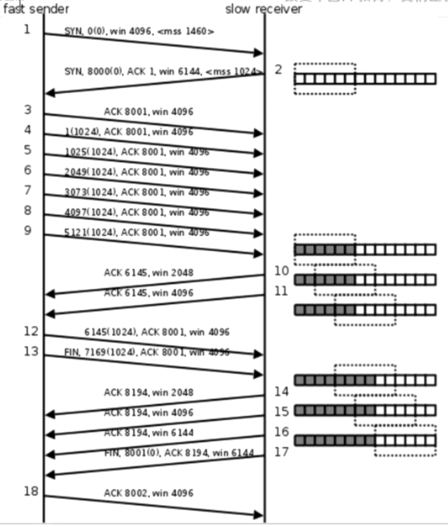 fast sender
slow receiver
1
SYN, 0(0), win 4096, <mss 1460>
SYN, 8000(0), ACK 1, win 6144, <mss 1024>
2
3
ACK 8001, win 4096
4
1(1024), ACK 8001, win 4096
5
1025(1024), ACK 8001, win 4096
6
2049(1024), ACK 8001, win 4096
7
3073(1024), ACK 8001, win 4096
8
4097(1024), ACK 8001, win 4096
9
5121(1024), ACK 8001, win 4096
ACK 6145, win 2048
10
ACK 6145, win 4096
11
12
6145(1024), ACK 8001, win 4096
13
FIN, 7169(1024), ACK 8001, win 4096
ACK 8194, win 2048
14
ACK 8194, win 4096
15
ACK 8194, win 6144
16
FIN, 8001(0), ACK 8194, win 6144
17
18
ACK 8002, win 4096